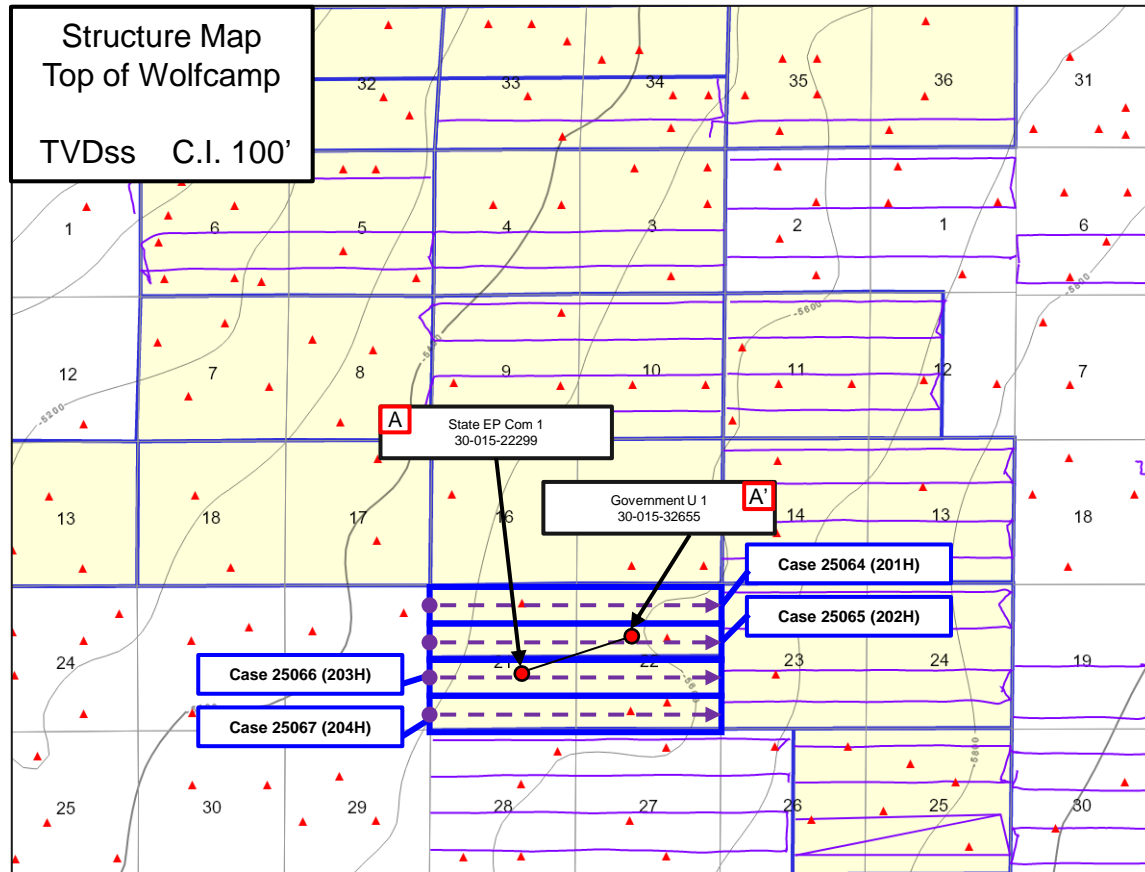 Structure Map
Top of Wolfcamp
TVDss C.I. 100'
32 33 34 35 36 31
1 6 5 4 3 2 1 6
-5600
-5800
-5400
12 7 8 9 10 11 12 7
-5200
A
State EP Com 1
30-015-22299
Government U 1
30-015-32655
A'
13 18 17 16 14 13 18
Case 25064 (201H)
Case 25065 (202H)
24 21 22 23 24 19
Case 25066 (203H)
Case 25067 (204H)
-5800
25 30 29 28 27 26 25 30